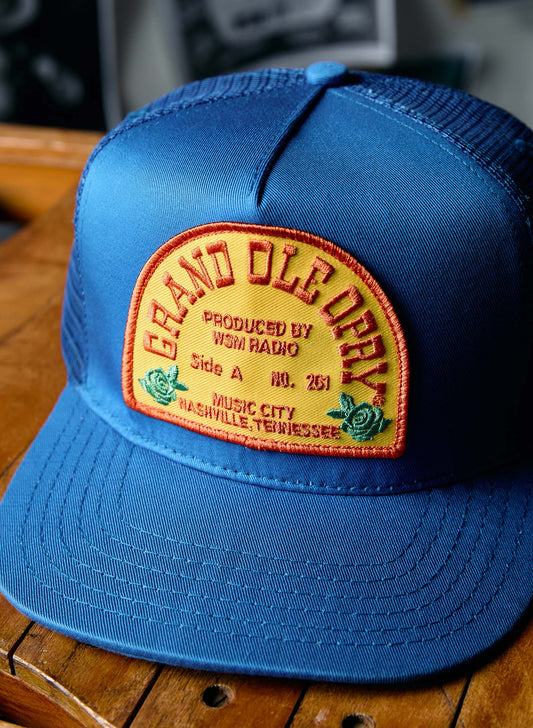 GRAND OLE OPRY®
PRODUCED BY
WSM RADIO
Side A NO. 261
MUSIC CITY
NASHVILLE, TENNESSEE